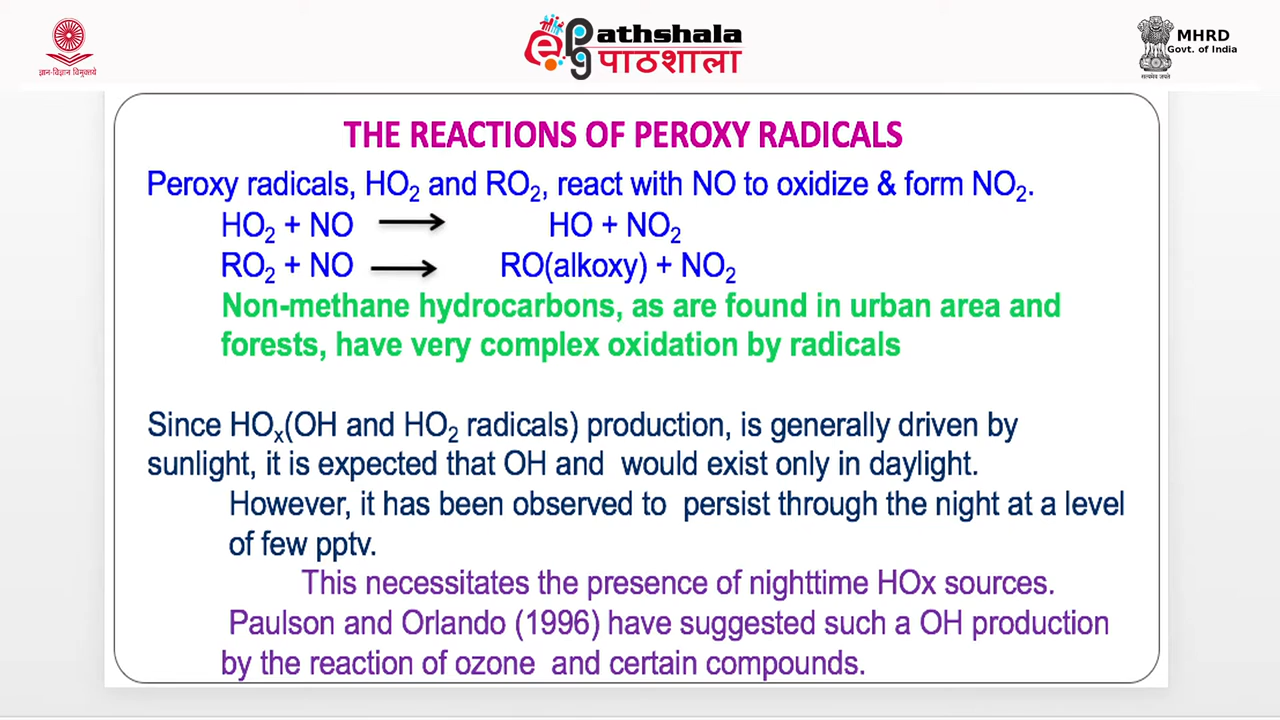 ज्ञान-विज्ञान विमुक्तये
ePathshala
पाठशाला
MHRD
Govt. of India
सत्यमेव जयते
THE REACTIONS OF PEROXY RADICALS
Peroxy radicals, HO₂ and RO₂, react with NO to oxidize & form NO₂.
HO₂ + NO ⟶ HO + NO₂
RO₂ + NO ⟶ RO(alkoxy) + NO₂
Non-methane hydrocarbons, as are found in urban area and
forests, have very complex oxidation by radicals
Since HOₓ(OH and HO₂ radicals) production, is generally driven by
sunlight, it is expected that OH and would exist only in daylight.
However, it has been observed to persist through the night at a level
of few pptv.
This necessitates the presence of nighttime HOx sources.
Paulson and Orlando (1996) have suggested such a OH production
by the reaction of ozone and certain compounds.